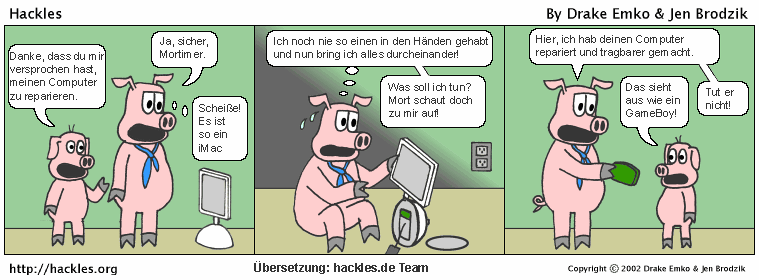 Hackles
By Drake Emko & Jen Brodzik
Danke, dass du mir
versprochen hast,
meinen Computer
zu reparieren.
Ja, sicher,
Mortimer.
Scheiße!
Es ist
so ein
iMac
Ich noch nie so einen in den Händen gehabt
und nun bring ich alles durcheinander!
Was soll ich tun?
Mort schaut doch
zu mir auf!
Hier, ich hab deinen Computer
repariert und tragbarer gemacht.
Das sieht
aus wie ein
GameBoy!
Tut er
nicht!
http://hackles.org
Übersetzung: hackles.de Team
Copyright © 2002 Drake Emko & Jen Brodzik